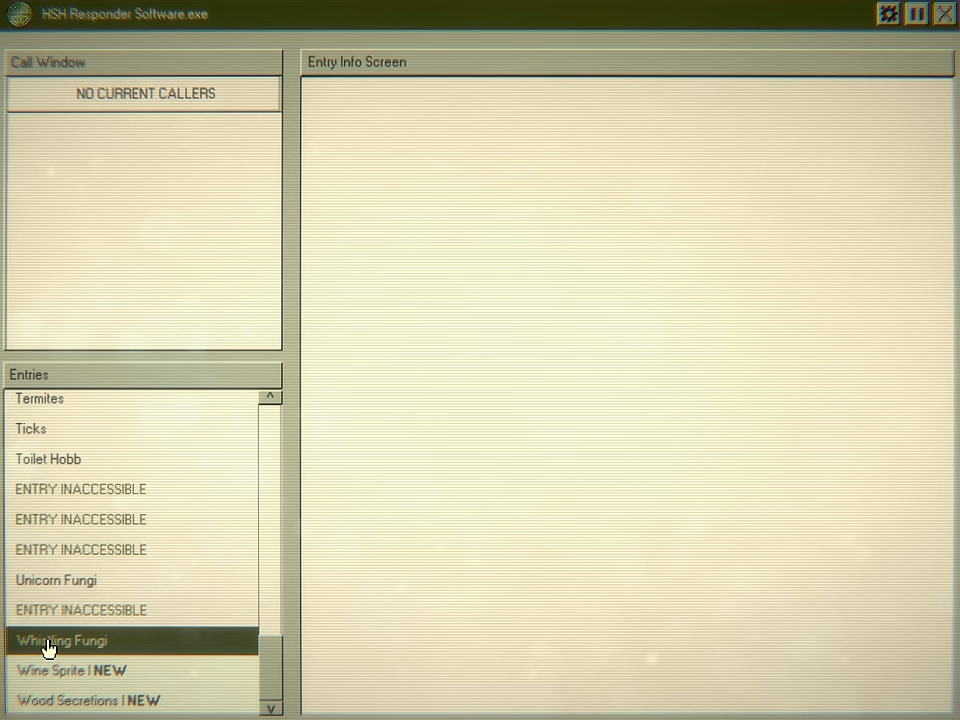 HSH Responder Software.exe
Call Window
NO CURRENT CALLERS
Entry Info Screen
Entries
Termites
Ticks
Toilet Hobb
ENTRY INACCESSIBLE
ENTRY INACCESSIBLE
ENTRY INACCESSIBLE
Unicorn Fungi
ENTRY INACCESSIBLE
Whistling Fungi
Wine Sprite | NEW
Wood Secretions | NEW